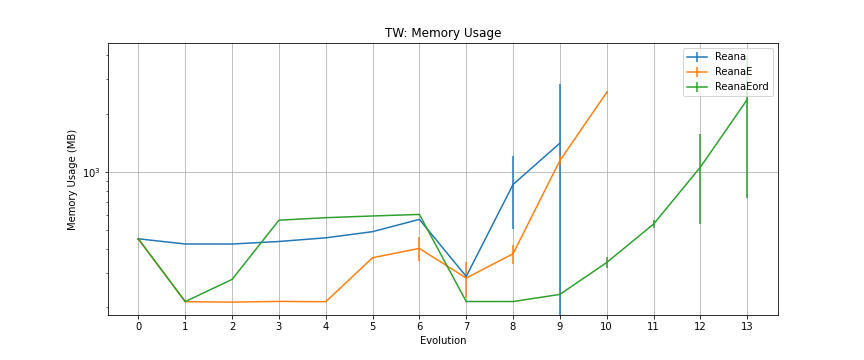 TW: Memory Usage
Reana
ReanaE
ReanaEord
Memory Usage (MB)
10³
0 1 2 3 4 5 6 7 8 9 10 11 12 13
Evolution